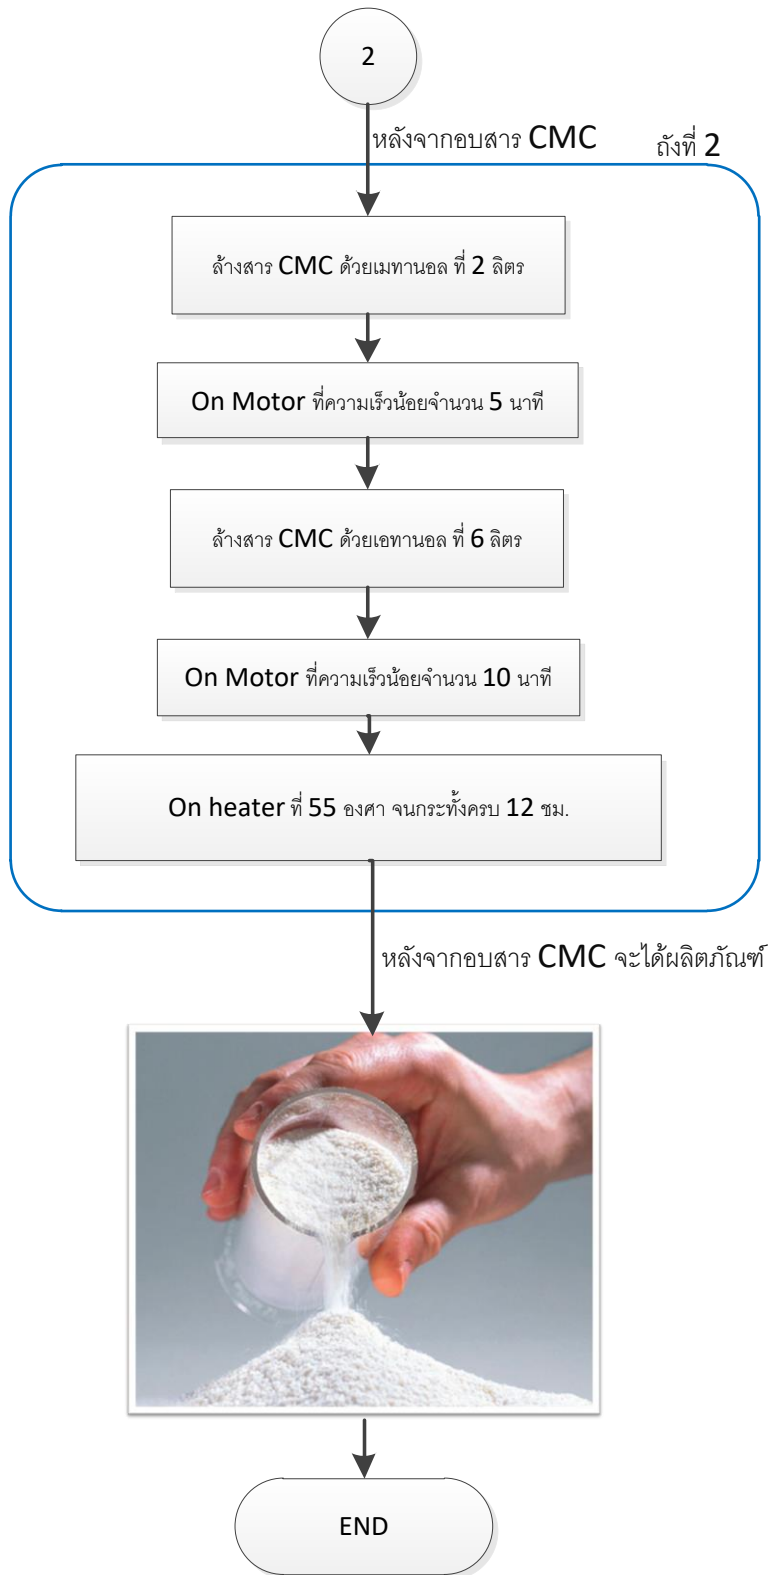 2
หลังจากอบสาร CMC
ถังที่ 2
ล้างสาร CMC ด้วยเมทานอล ที่ 2 ลิตร
On Motor ที่ความเร็วน้อยจำนวน 5 นาที
ล้างสาร CMC ด้วยเอทานอล ที่ 6 ลิตร
On Motor ที่ความเร็วน้อยจำนวน 10 นาที
On heater ที่ 55 องศา จนกระทั้งครบ 12 ชม.
หลังจากอบสาร CMC จะได้ผลิตภัณฑ์
END